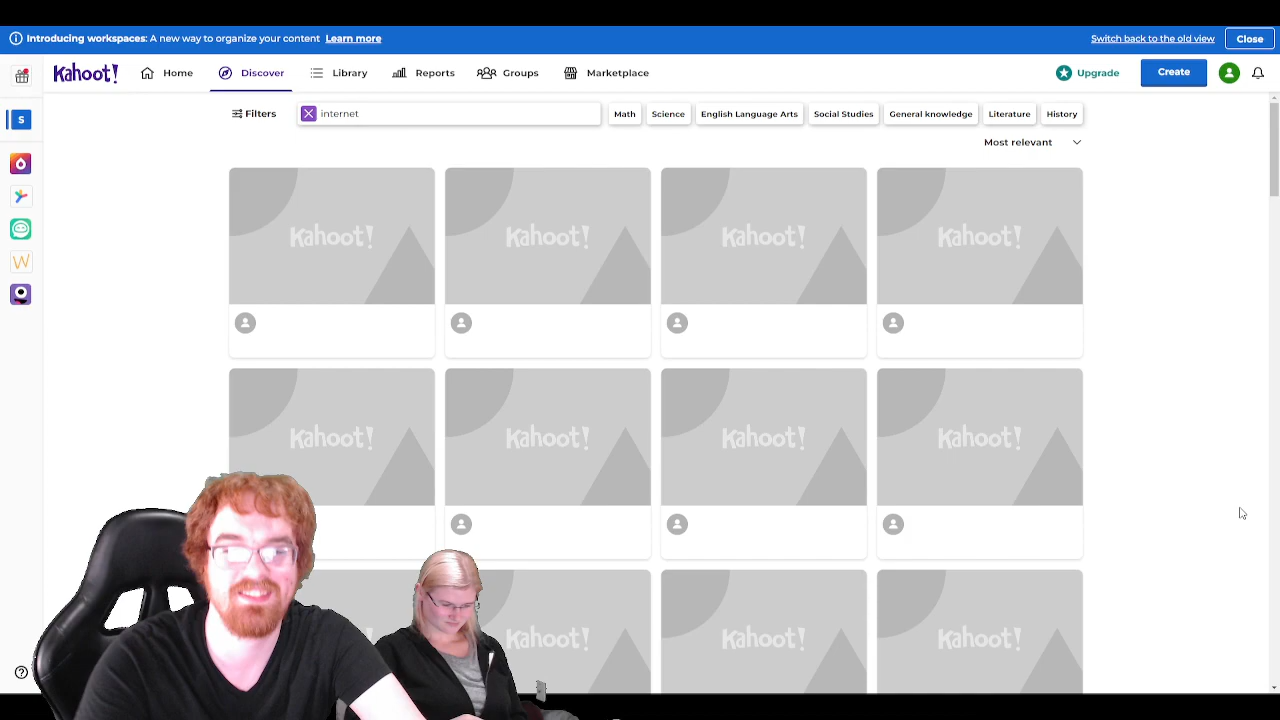 Introducing workspaces: A new way to organize your content Learn more Switch back to the old view Close
Kahoot! Home Discover Library Reports Groups Marketplace Upgrade Create
S
Filters internet Math Science English Language Arts Social Studies General knowledge Literature History
Most relevant
Kahoot! Kahoot! Kahoot! Kahoot!
W
Kahoot! Kahoot! Kahoot! Kahoot!
Kahoot! Kahoot! Kahoot!